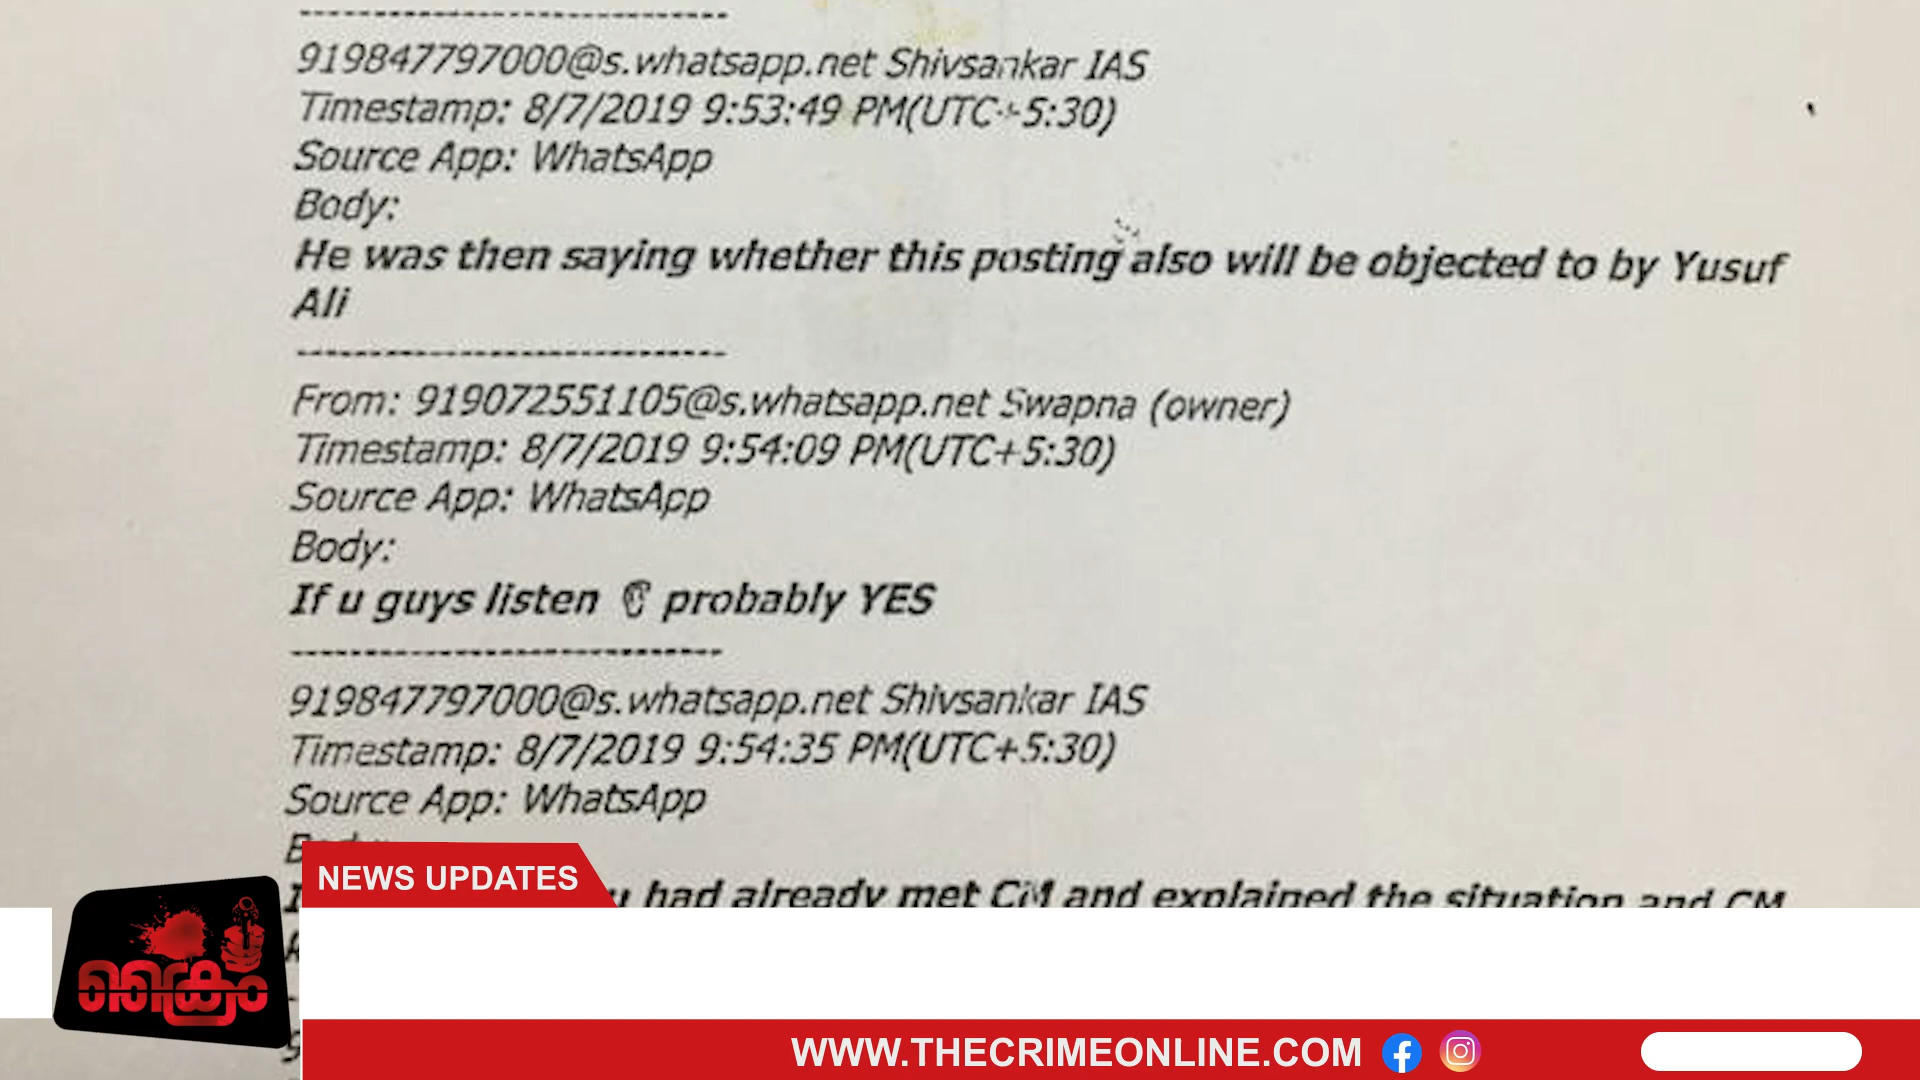 919847797000@s.whatsapp.net Shivsankar IAS
Timestamp: 8/7/2019 9:53:49 PM(UTC+5:30)
Source App: WhatsApp
Body:
He was then saying whether this posting also will be objected to by Yusuf
Ali
From: 919072551105@s.whatsapp.net Swapna (owner)
Timestamp: 8/7/2019 9:54:09 PM(UTC+5:30)
Source App: WhatsApp
Body:
If u guys listen 👂 probably YES
919847797000@s.whatsapp.net Shivsankar IAS
Timestamp: 8/7/2019 9:54:35 PM(UTC+5:30)
Source App: WhatsApp
had already met CM and explained the situation and CM
NEWS UPDATES
ക്രൈം
WWW.THECRIMEONLINE.COM